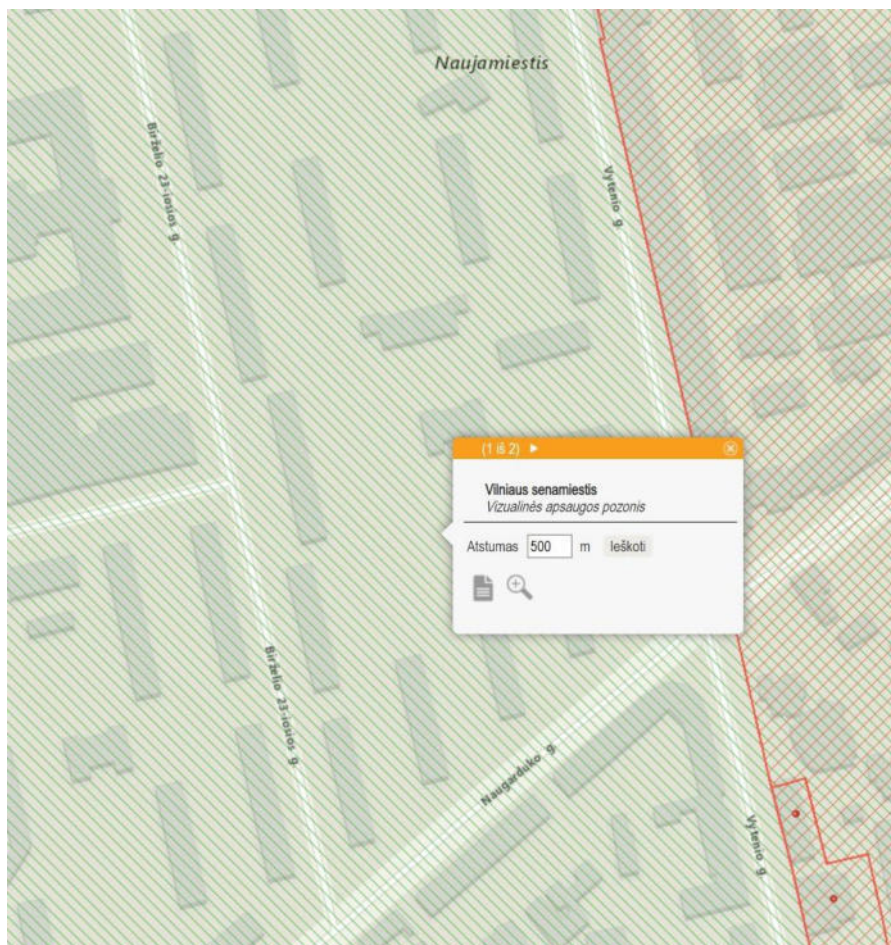 Naujamiestis
Birželio 23-iosios g.
Vytenio g.
(1 iš 2)
Vilniaus senamiestis
Vizualinės apsaugos pozonis
Atstumas 500 m Ieškoti
Birželio 23-iosios g.
Naugarduko g.
Vytenio g.